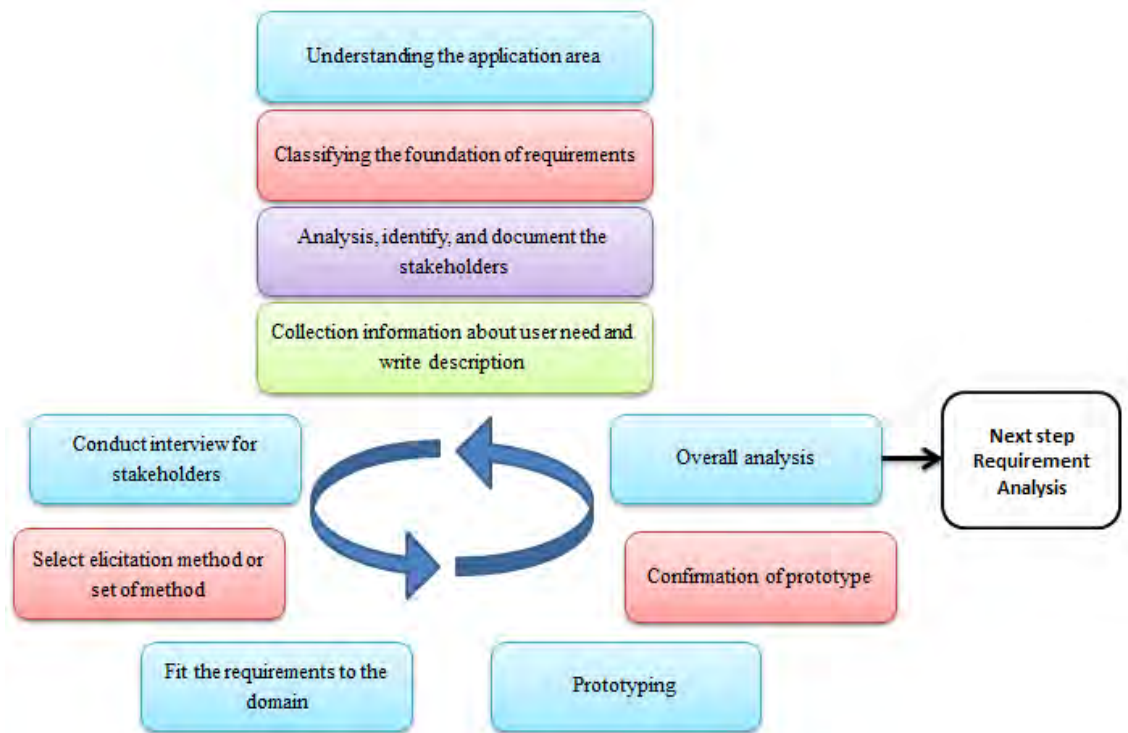 Understanding the application area
Classifying the foundation of requirements
Analysis, identify, and document the
stakeholders
Collection information about user need and
write description
Conduct interview for
stakeholders
Overall analysis
Next step
Requirement
Analysis
Select elicitation method or
set of method
Confirmation of prototype
Fit the requirements to the
domain
Prototyping